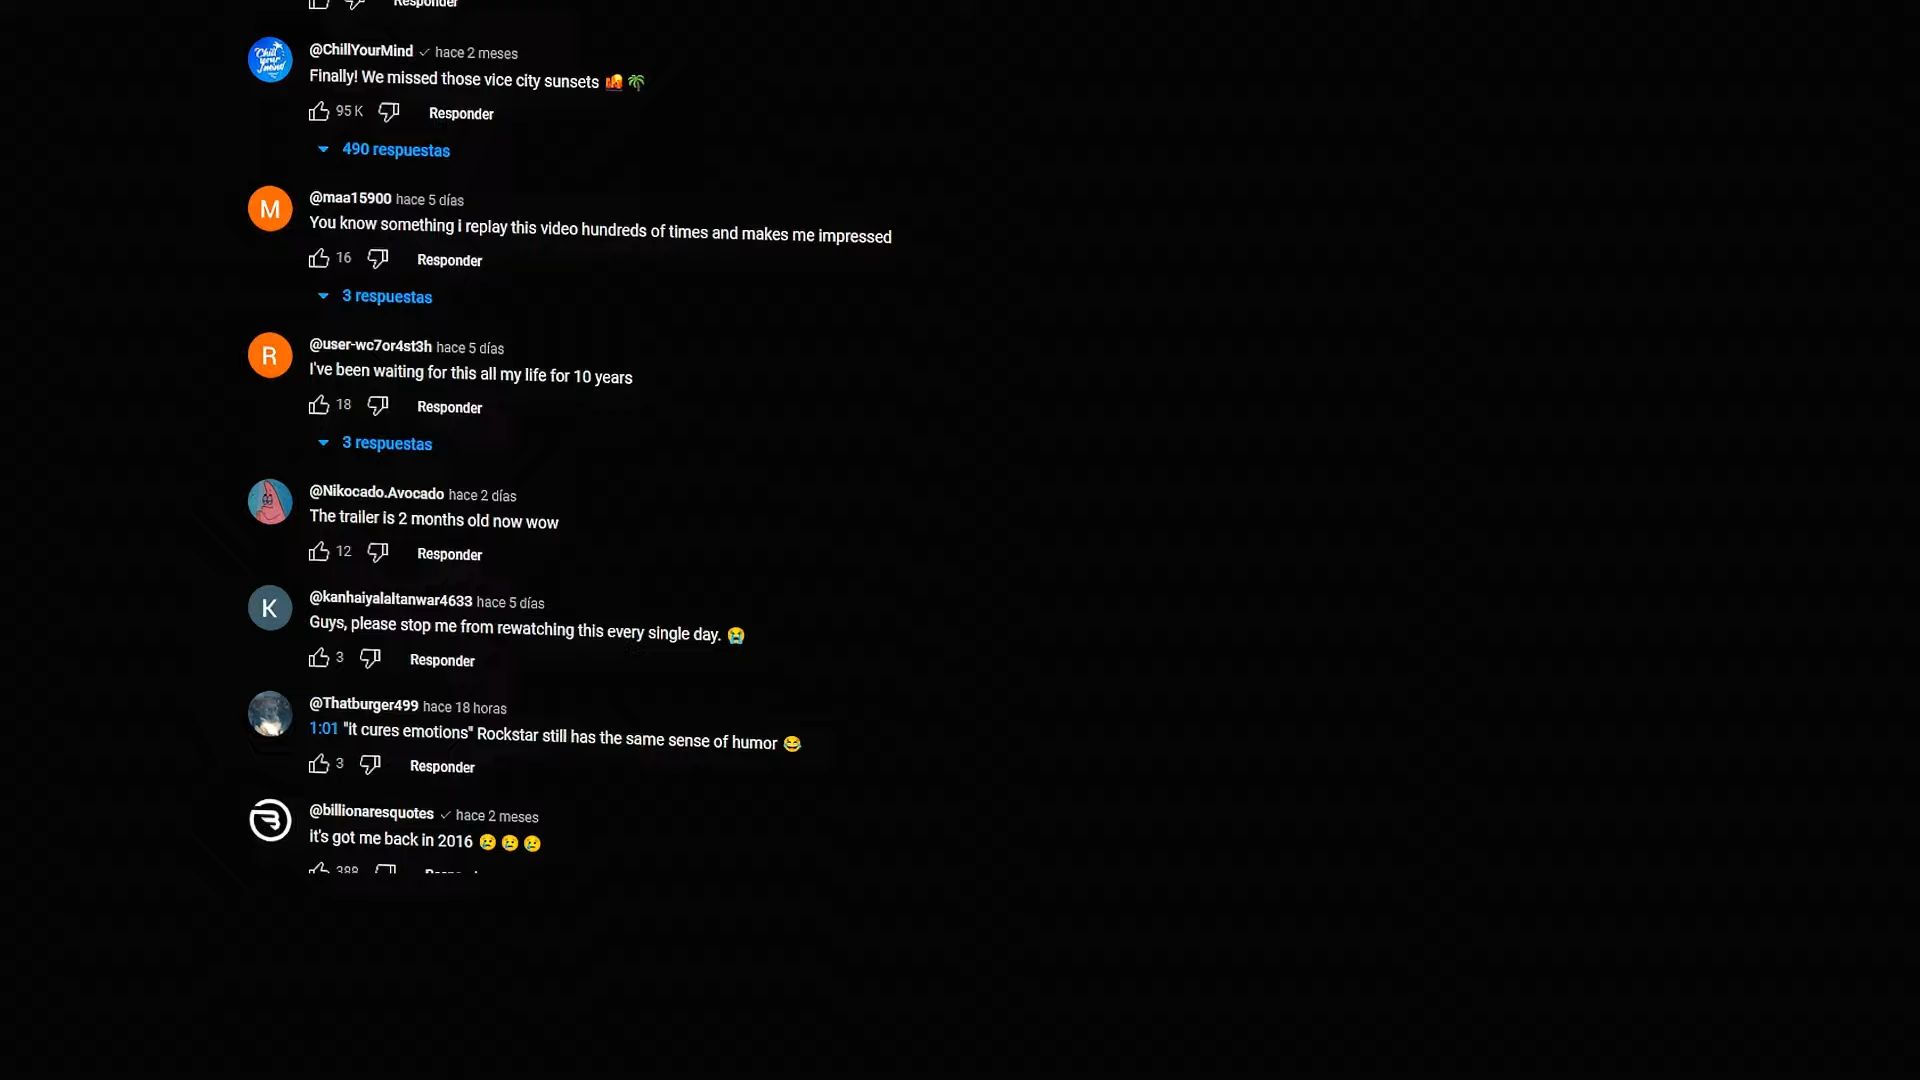 Responder
@ChillYourMind hace 2 meses
Finally! We missed those vice city sunsets 🌇🌴
95 K Responder
490 respuestas
M @maa15900 hace 5 días
You know something i replay this video hundreds of times and makes me impressed
16 Responder
3 respuestas
R @user-wc7or4st3h hace 5 días
I've been waiting for this all my life for 10 years
18 Responder
3 respuestas
@Nikocado.Avocado hace 2 días
The trailer is 2 months old now wow
12 Responder
K @kanhaiyalaltanwar4633 hace 5 días
Guys, please stop me from rewatching this every single day. 😭
3 Responder
@Thatburger499 hace 18 horas
1:01 "it cures emotions" Rockstar still has the same sense of humor 😂
3 Responder
@billionaresquotes hace 2 meses
it's got me back in 2016 😢😢😢
388 Responder